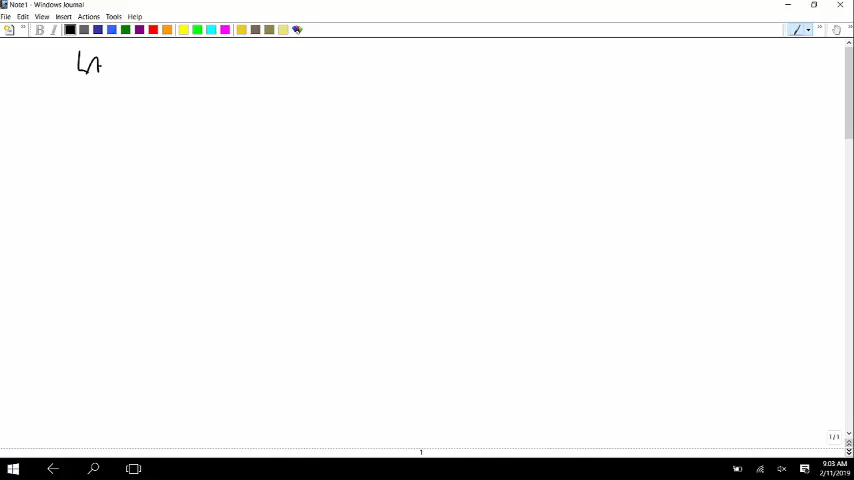 Note1 - Windows Journal
File Edit View Insert Actions Tools Help
B I
1/1
1
9:03 AM
2/11/2019